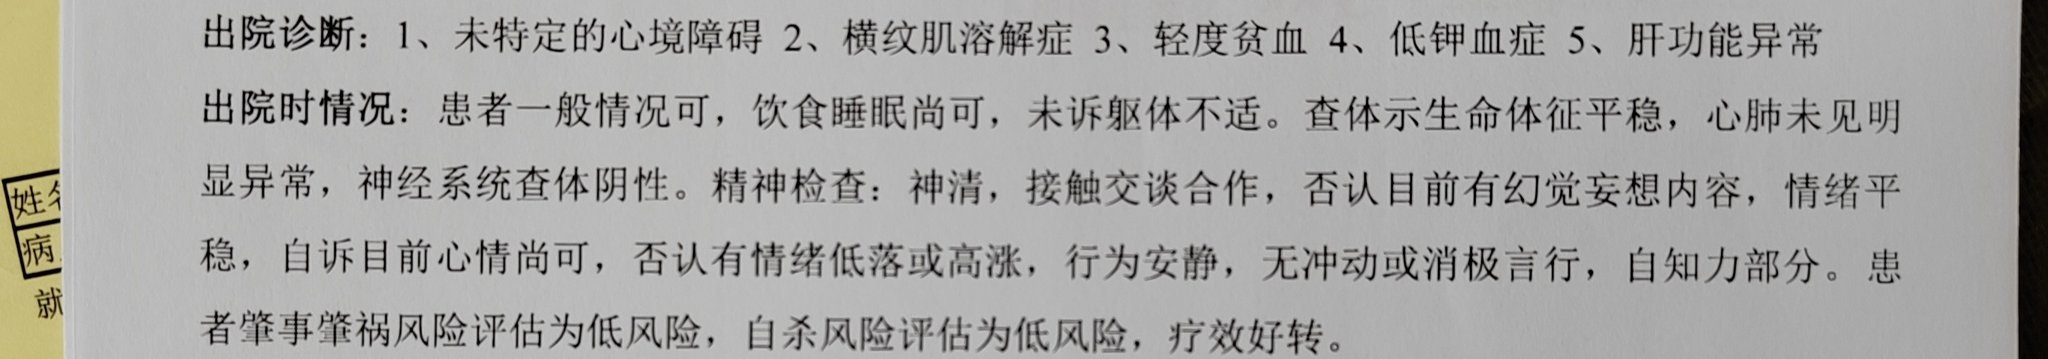 出院诊断：1、未特定的心境障碍 2、横纹肌溶解症 3、轻度贫血 4、低钾血症 5、肝功能异常
出院时情况：患者一般情况可，饮食睡眠尚可，未诉躯体不适。查体示生命体征平稳，心肺未见明
显异常，神经系统查体阴性。精神检查：神清，接触交谈合作，否认目前有幻觉妄想内容，情绪平
稳，自诉目前心情尚可，否认有情绪低落或高涨，行为安静，无冲动或消极言行，自知力部分。患
者肇事肇祸风险评估为低风险，自杀风险评估为低风险，疗效好转。
姓
病
就